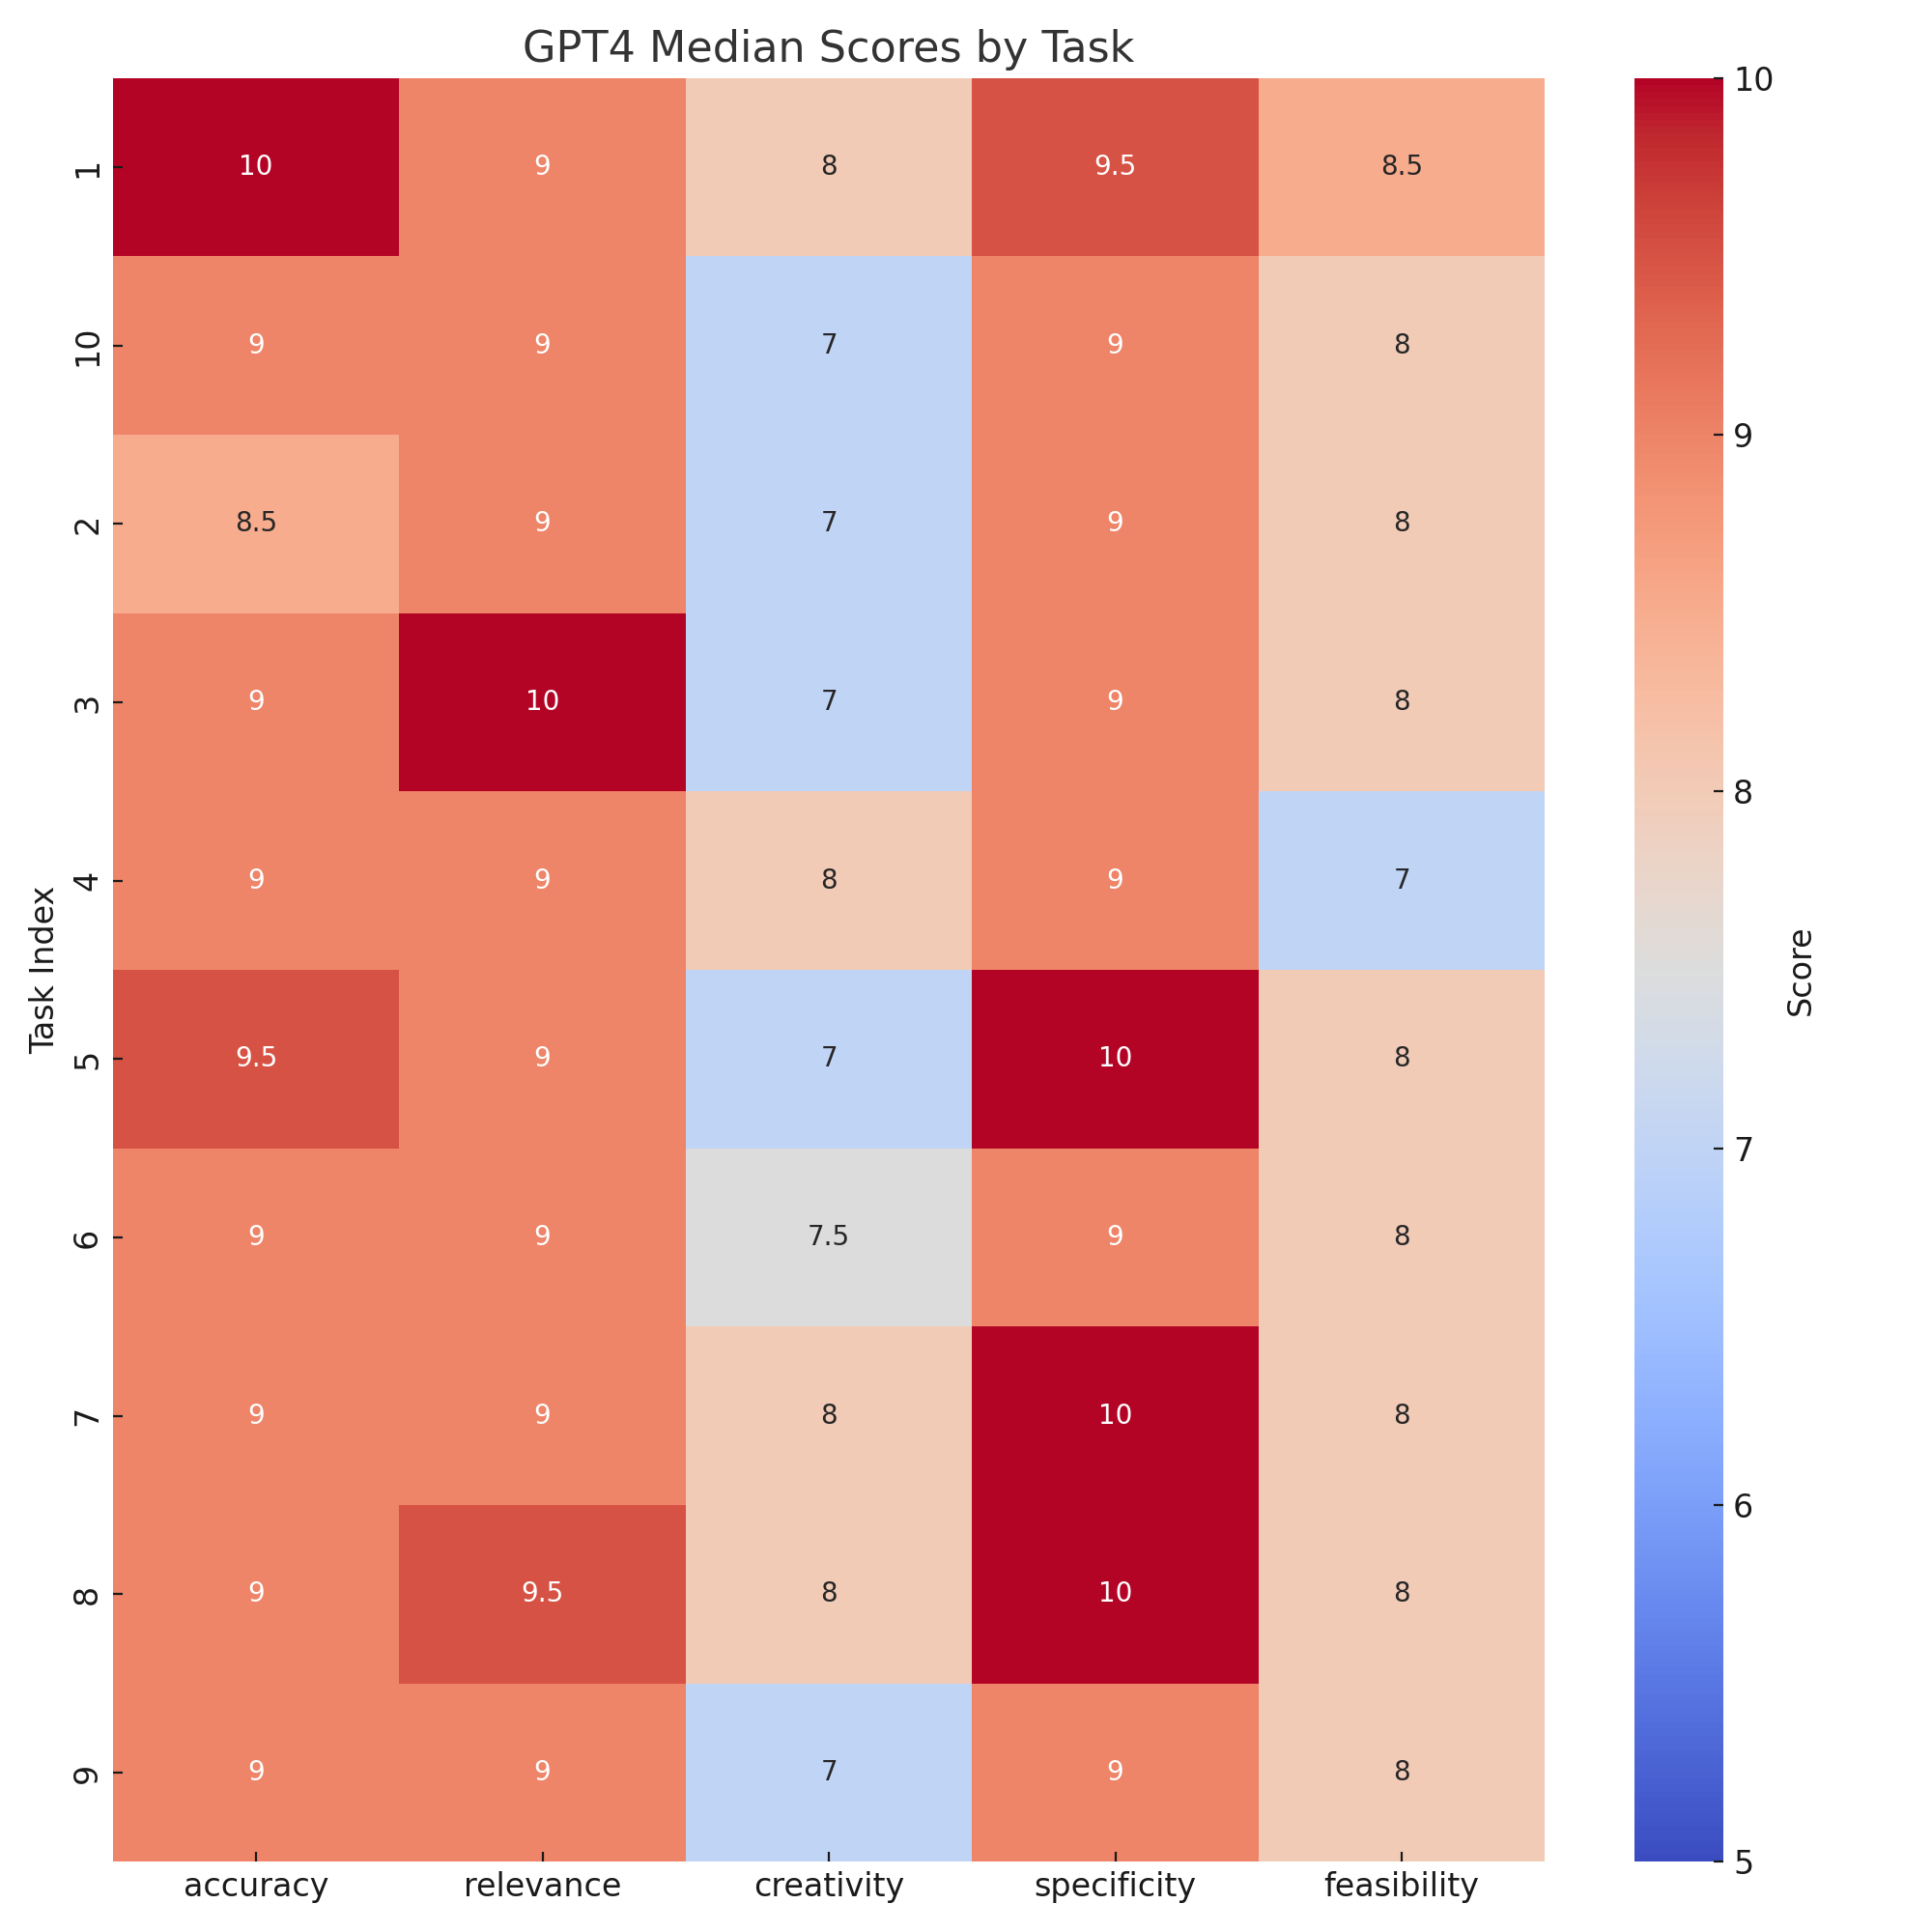 GPT4 Median Scores by Task
Task Index
1 10 9 8 9.5 8.5
10 9 9 7 9 8
2 8.5 9 7 9 8
3 9 10 7 9 8
4 9 9 8 9 7
5 9.5 9 7 10 8
6 9 9 7.5 9 8
7 9 9 8 10 8
8 9 9.5 8 10 8
9 9 9 7 9 8
accuracy relevance creativity specificity feasibility
10
9
8
7
6
5
Score